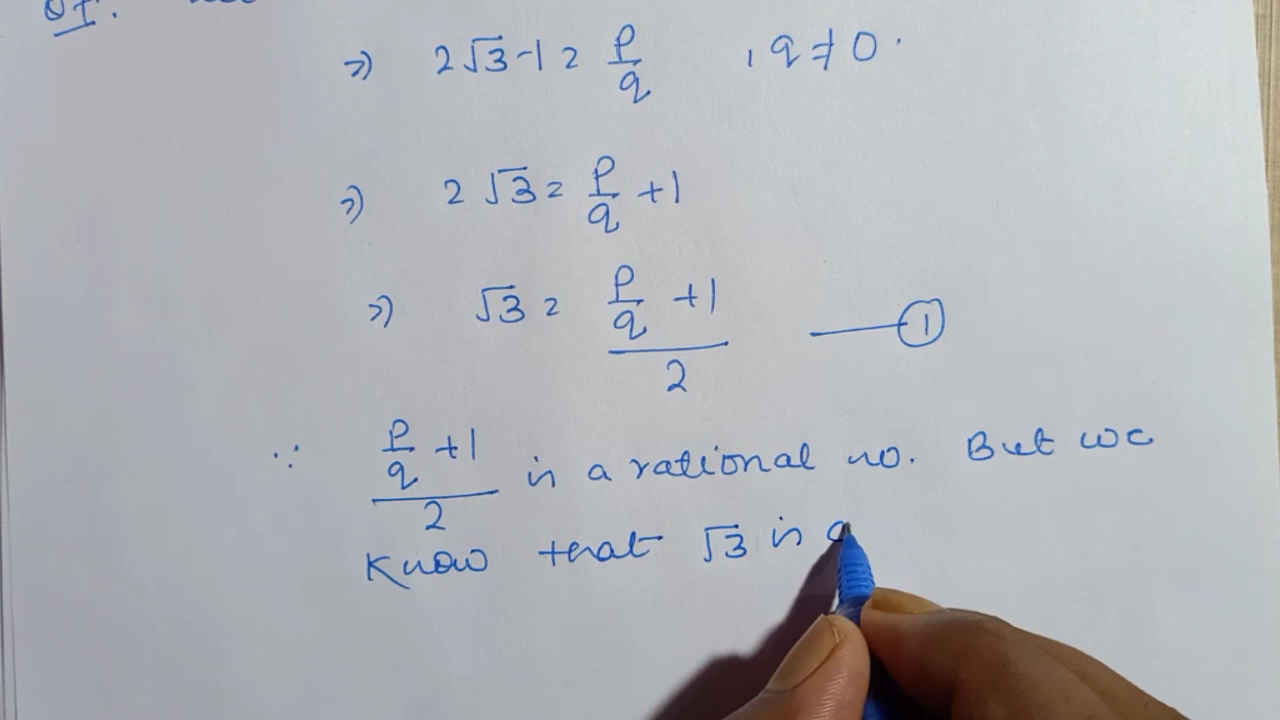 ⇒ 2√3-1 = p/q , q ≠ 0.
⇒ 2√3 = p/q +1
⇒ √3 = (p/q +1)/2 —— ①
∵ (p/q +1)/2 is a rational no. But we
know that √3 is a